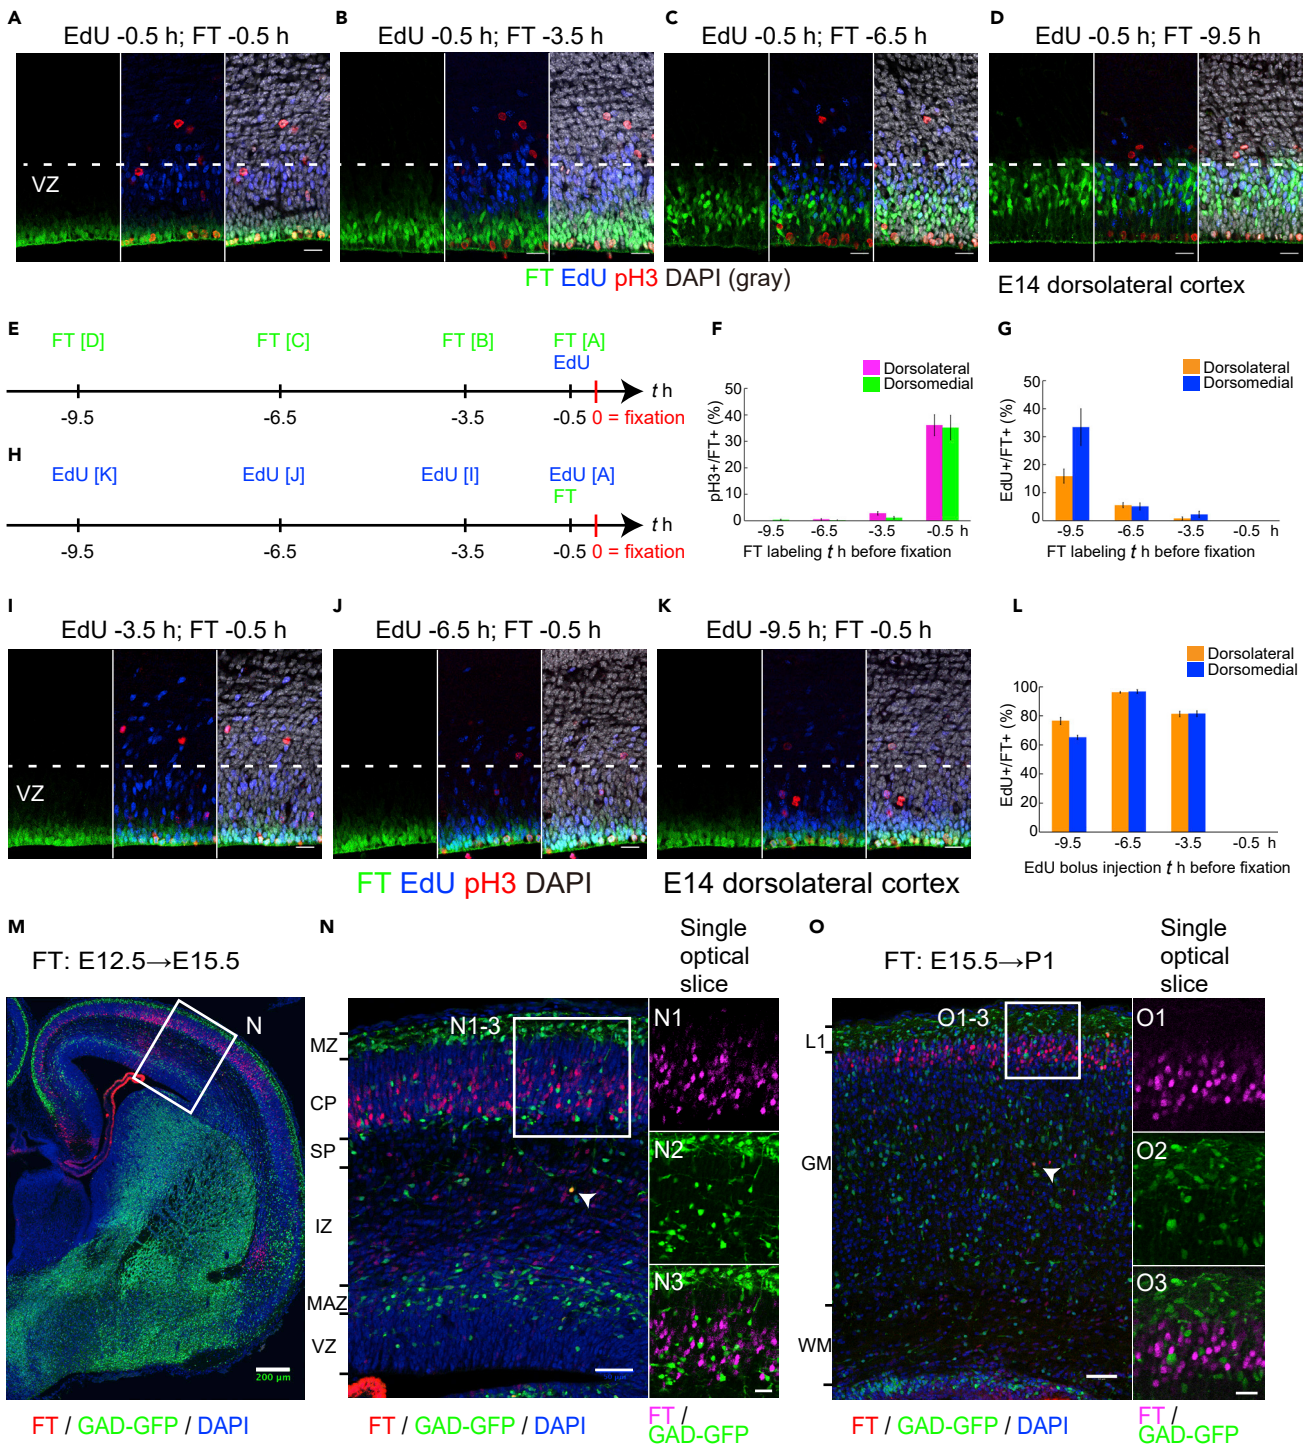 A
EdU -0.5 h; FT -0.5 h
VZ
B
EdU -0.5 h; FT -3.5 h
C
EdU -0.5 h; FT -6.5 h
D
EdU -0.5 h; FT -9.5 h
FT EdU pH3 DAPI (gray)
E14 dorsolateral cortex
E
FT [D]
FT [C]
FT [B]
FT [A]
EdU
t h
-9.5
-6.5
-3.5
-0.5
0 = fixation
F
Dorsolateral
Dorsomedial
pH3+/FT+ (%)
50
40
30
20
10
0
-9.5
-6.5
-3.5
-0.5 h
FT labeling t h before fixation
G
Dorsolateral
Dorsomedial
EdU+/FT+ (%)
50
40
30
20
10
0
-9.5
-6.5
-3.5
-0.5 h
FT labeling t h before fixation
H
EdU [K]
EdU [J]
EdU [I]
EdU [A]
FT
t h
-9.5
-6.5
-3.5
-0.5
0 = fixation
I
EdU -3.5 h; FT -0.5 h
VZ
J
EdU -6.5 h; FT -0.5 h
K
EdU -9.5 h; FT -0.5 h
FT EdU pH3 DAPI
E14 dorsolateral cortex
L
Dorsolateral
Dorsomedial
EdU+/FT+ (%)
100
80
60
40
20
0
-9.5
-6.5
-3.5
-0.5 h
EdU bolus injection t h before fixation
M
FT: E12.5→E15.5
N
200 µm
FT / GAD-GFP / DAPI
N
MZ
CP
SP
IZ
MAZ
VZ
N1-3
FT / GAD-GFP / DAPI
Single
optical
slice
N1
N2
N3
FT /
GAD-GFP
O
FT: E15.5→P1
L1
GM
WM
O1-3
FT / GAD-GFP / DAPI
Single
optical
slice
O1
O2
O3
FT /
GAD-GFP